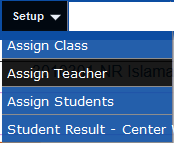 Setup
Assign Class
Assign Teacher
Assign Students
Student Result - Center